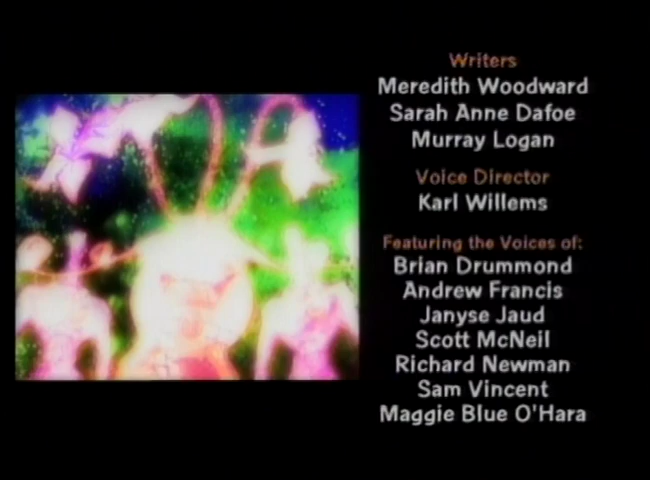 Writers
Meredith Woodward
Sarah Anne Dafoe
Murray Logan
Voice Director
Karl Willems
Featuring the Voices of:
Brian Drummond
Andrew Francis
Janyse Jaud
Scott McNeil
Richard Newman
Sam Vincent
Maggie Blue O'Hara